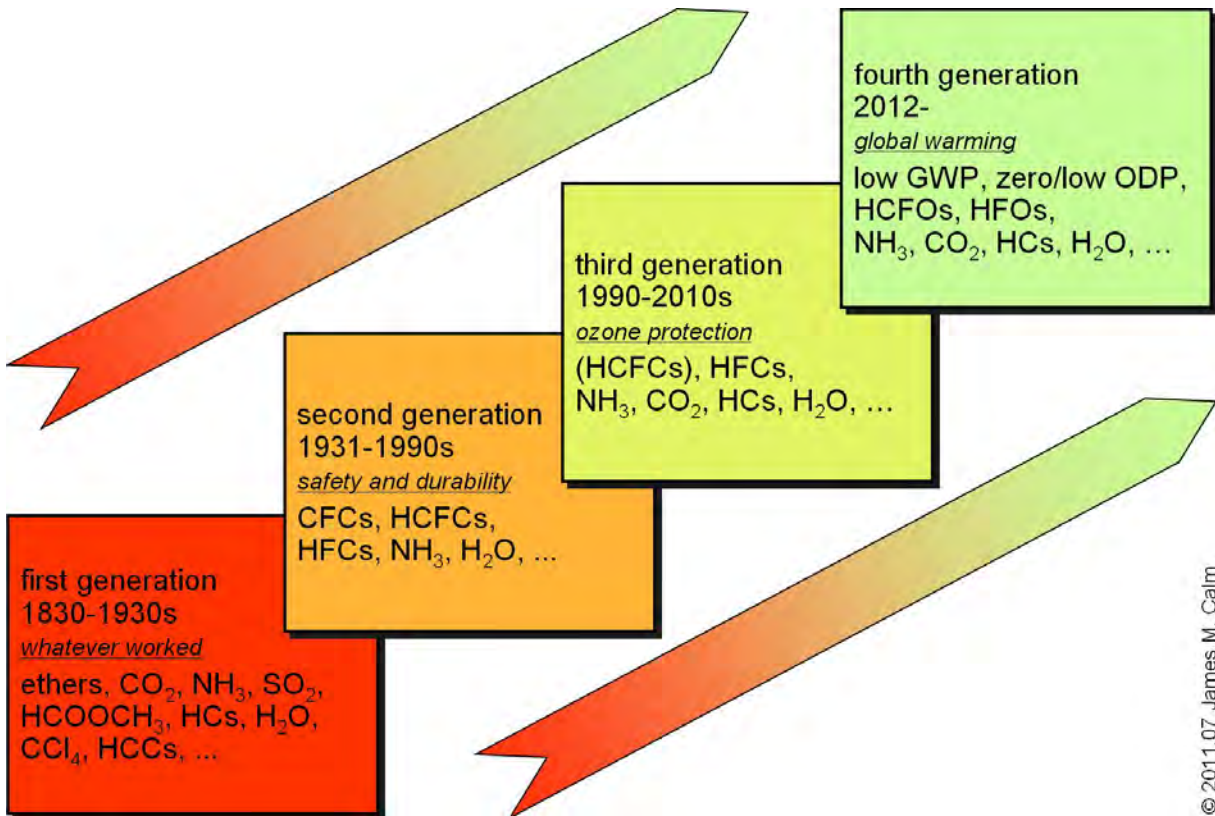 first generation
1830-1930s
whatever worked
ethers, CO₂, NH₃, SO₂,
HCOOCH₃, HCs, H₂O,
CCl₄, HCCs, ...
second generation
1931-1990s
safety and durability
CFCs, HCFCs,
HFCs, NH₃, H₂O, ...
third generation
1990-2010s
ozone protection
(HCFCs), HFCs,
NH₃, CO₂, HCs, H₂O, ...
fourth generation
2012-
global warming
low GWP, zero/low ODP,
HCFOs, HFOs,
NH₃, CO₂, HCs, H₂O, ...
© 2011.07 James M. Calm